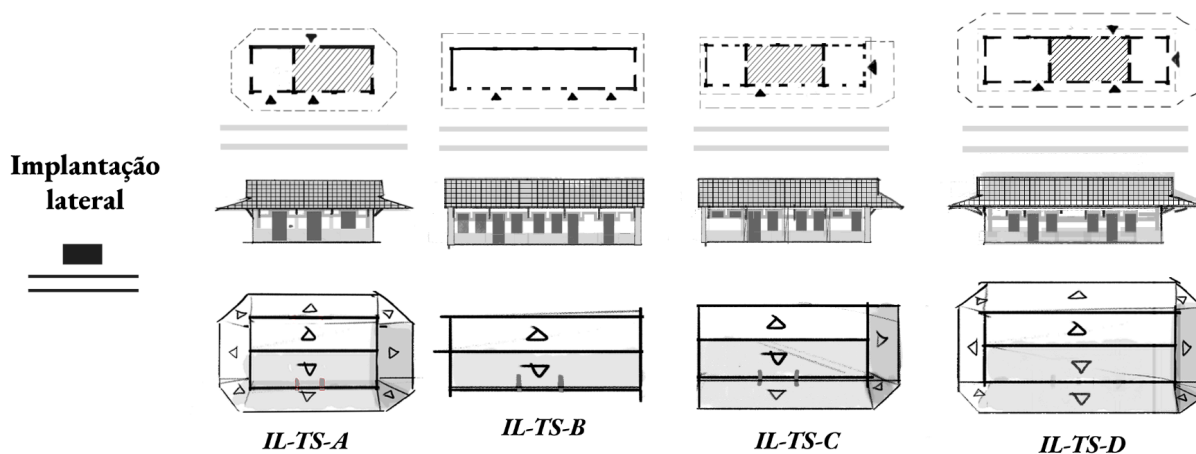 Implantação
lateral
IL-TS-A
IL-TS-B
IL-TS-C
IL-TS-D